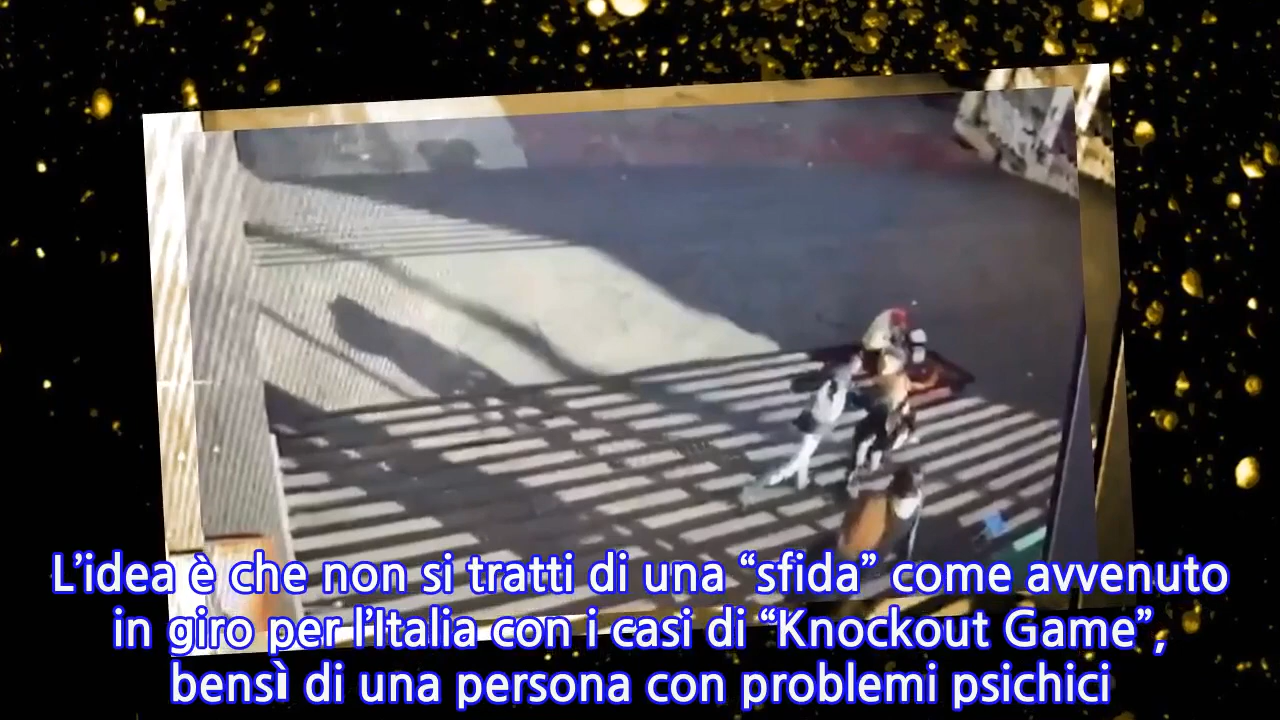 L’idea è che non si tratti di una “sfida” come avvenuto
in giro per l’Italia con i casi di “Knockout Game”,
bensì di una persona con problemi psichici